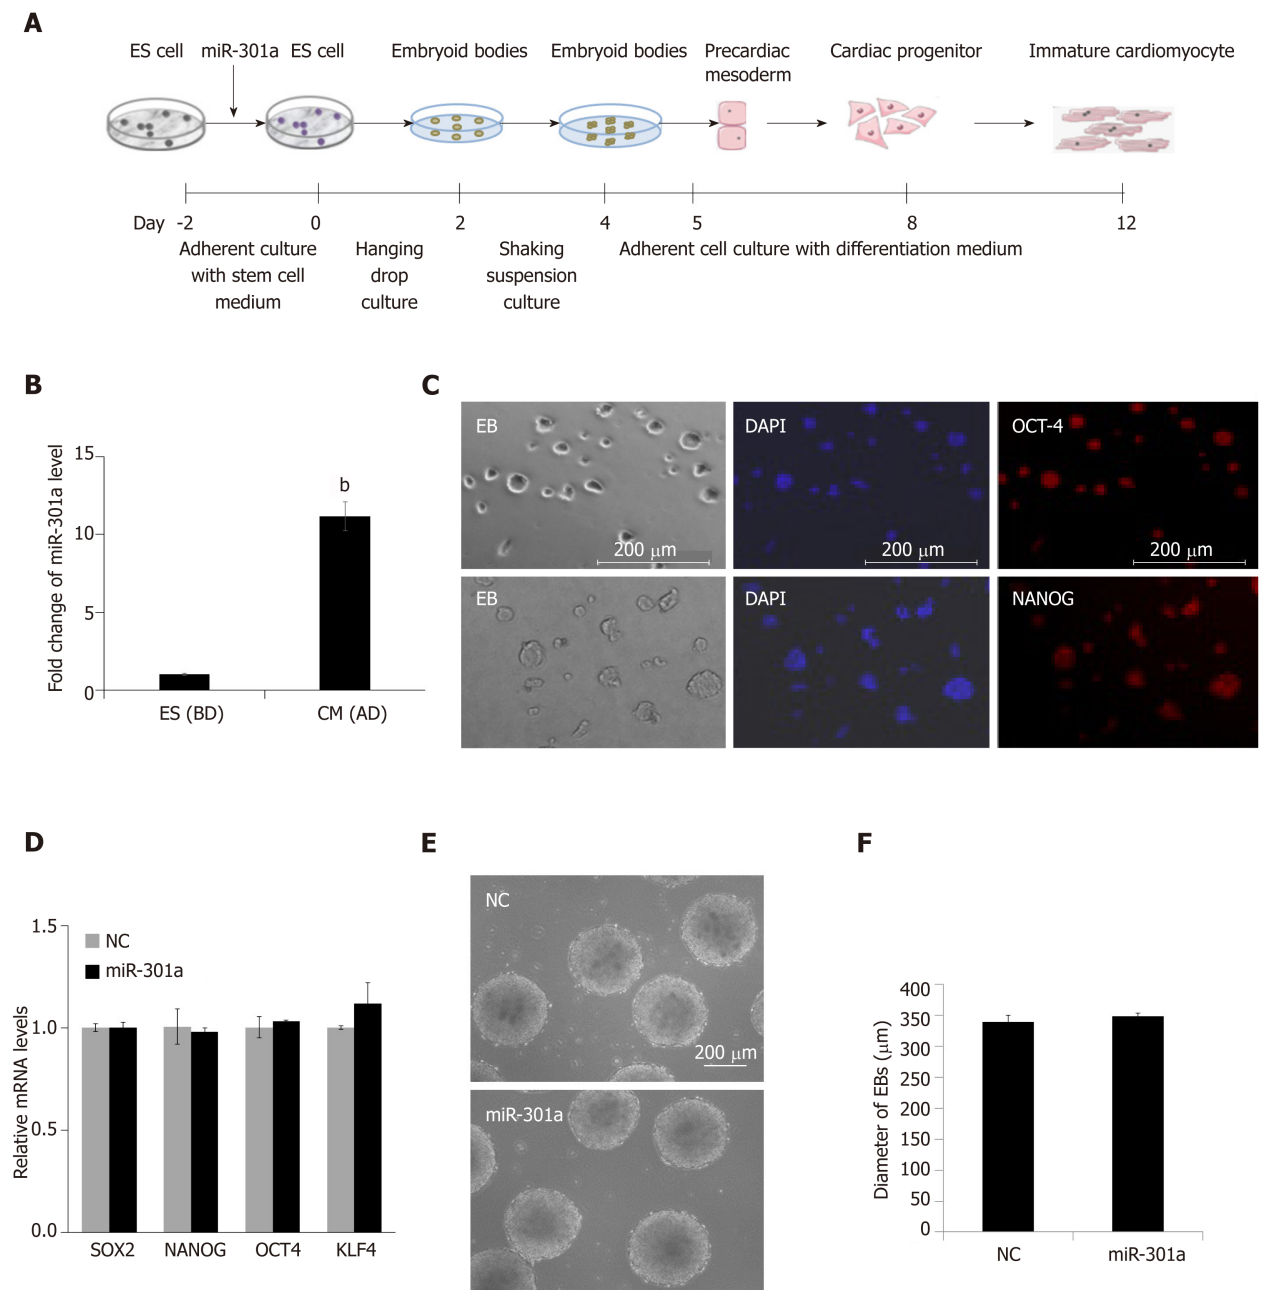 A
ES cell miR-301a ES cell Embryoid bodies Embryoid bodies Precardiac mesoderm Cardiac progenitor Immature cardiomyocyte
Day -2 0 2 4 5 8 12
Adherent culture with stem cell medium
Hanging drop culture
Shaking suspension culture
Adherent cell culture with differentiation medium
B
Fold change of miR-301a level
15
10
5
0
b
ES (BD) CM (AD)
C
EB DAPI OCT-4
200 μm 200 μm 200 μm
EB DAPI NANOG
D
Relative mRNA levels
1.5
1.0
0.5
0.0
NC
miR-301a
SOX2 NANOG OCT4 KLF4
E
NC
200 μm
miR-301a
F
Diameter of EBs (μm)
400
350
300
250
200
150
100
50
0
NC miR-301a